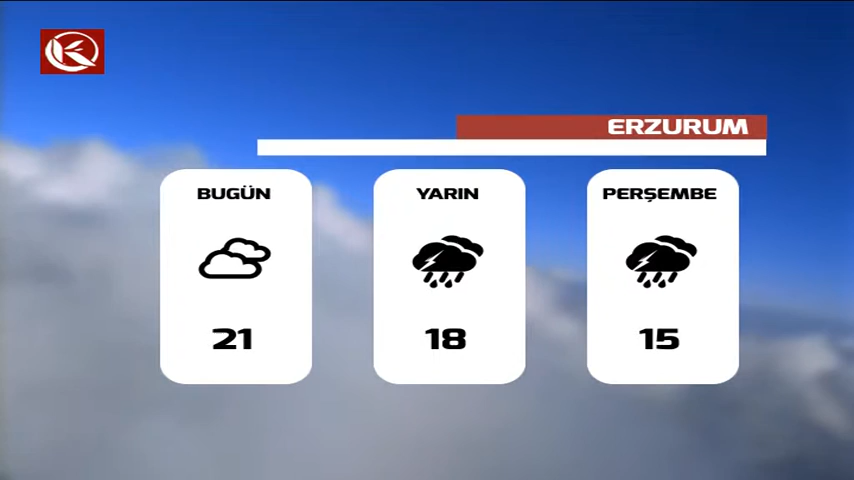 ERZURUM
BUGÜN
YARIN
PERŞEMBE
21
18
15